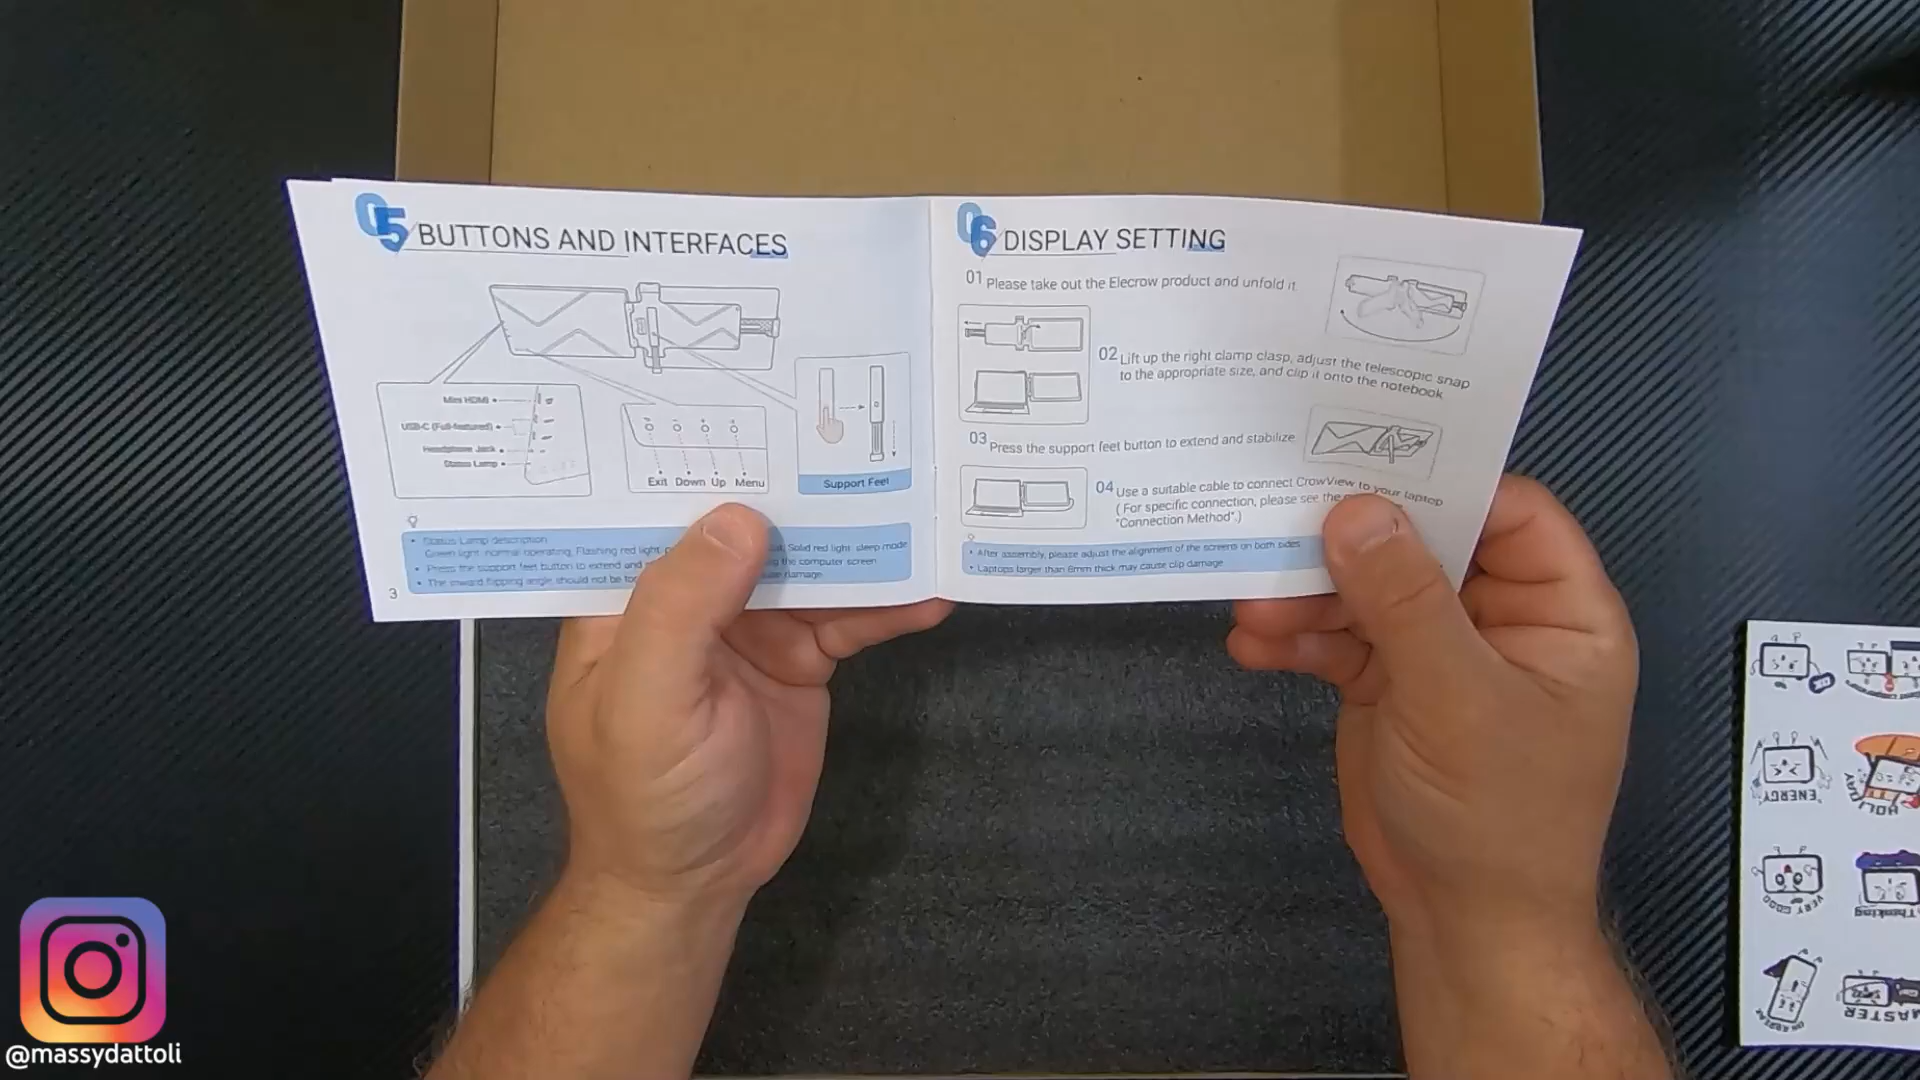 05 BUTTONS AND INTERFACES
Mini HDMI
USB-C (Full-featured)
Headphone Jack
Status Lamp
Exit Down Up Menu
Support Feet
• Status Lamp description
Green light: normal operating, Flashing red light: Solid red light: sleep mode
• Press the support feet button to extend and the computer screen
• The inward flipping angle should not be damage
3
06 DISPLAY SETTING
01 Please take out the Elecrow product and unfold it.
02 Lift up the right clamp clasp, adjust the telescopic snap
to the appropriate size, and clip it onto the notebook
03 Press the support feet button to extend and stabilize
04 Use a suitable cable to connect CrowView to your laptop
( For specific connection, please see the
"Connection Method".)
• After assembly, please adjust the alignment of the screens on both sides
• Laptops larger than 8mm thick may cause clip damage
ENERGY
HOLIDAY
VERY GOOD
Thinking
MASTER
@massydattoli